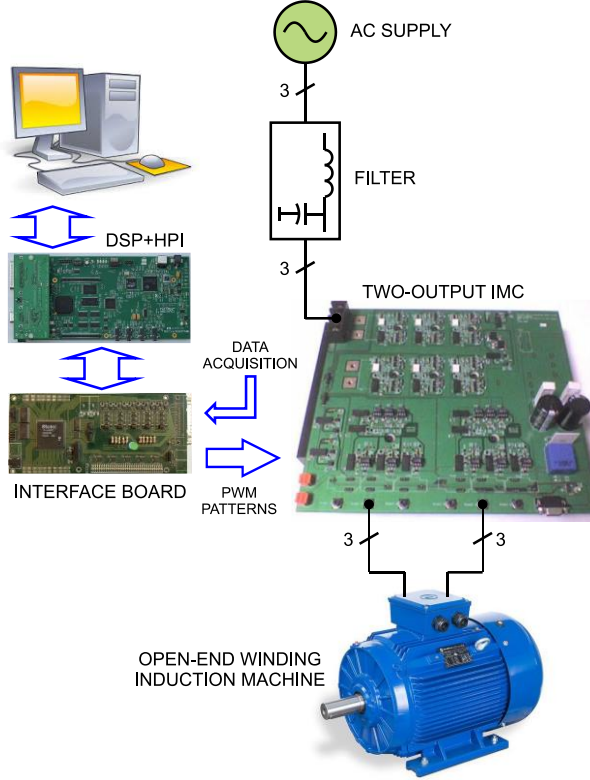 AC SUPPLY
3
FILTER
DSP+HPI
3
TWO-OUTPUT IMC
DATA
ACQUISITION
INTERFACE BOARD
PWM
PATTERNS
3
3
OPEN-END WINDING
INDUCTION MACHINE